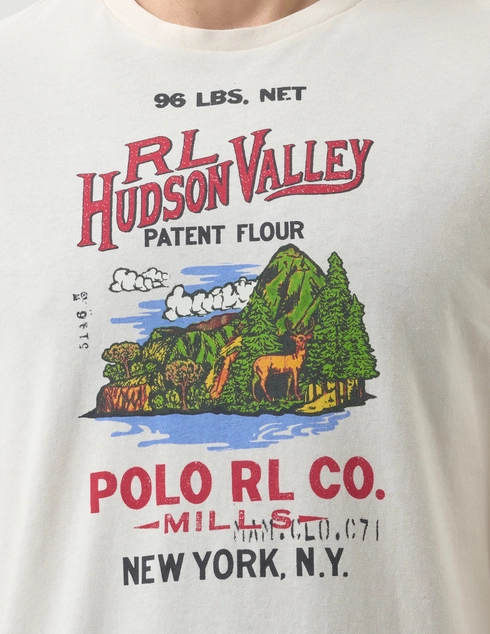 96 LBS. NET
RL
HUDSON VALLEY
PATENT FLOUR
POLO RL CO.
MILLS
NEW YORK, N.Y.